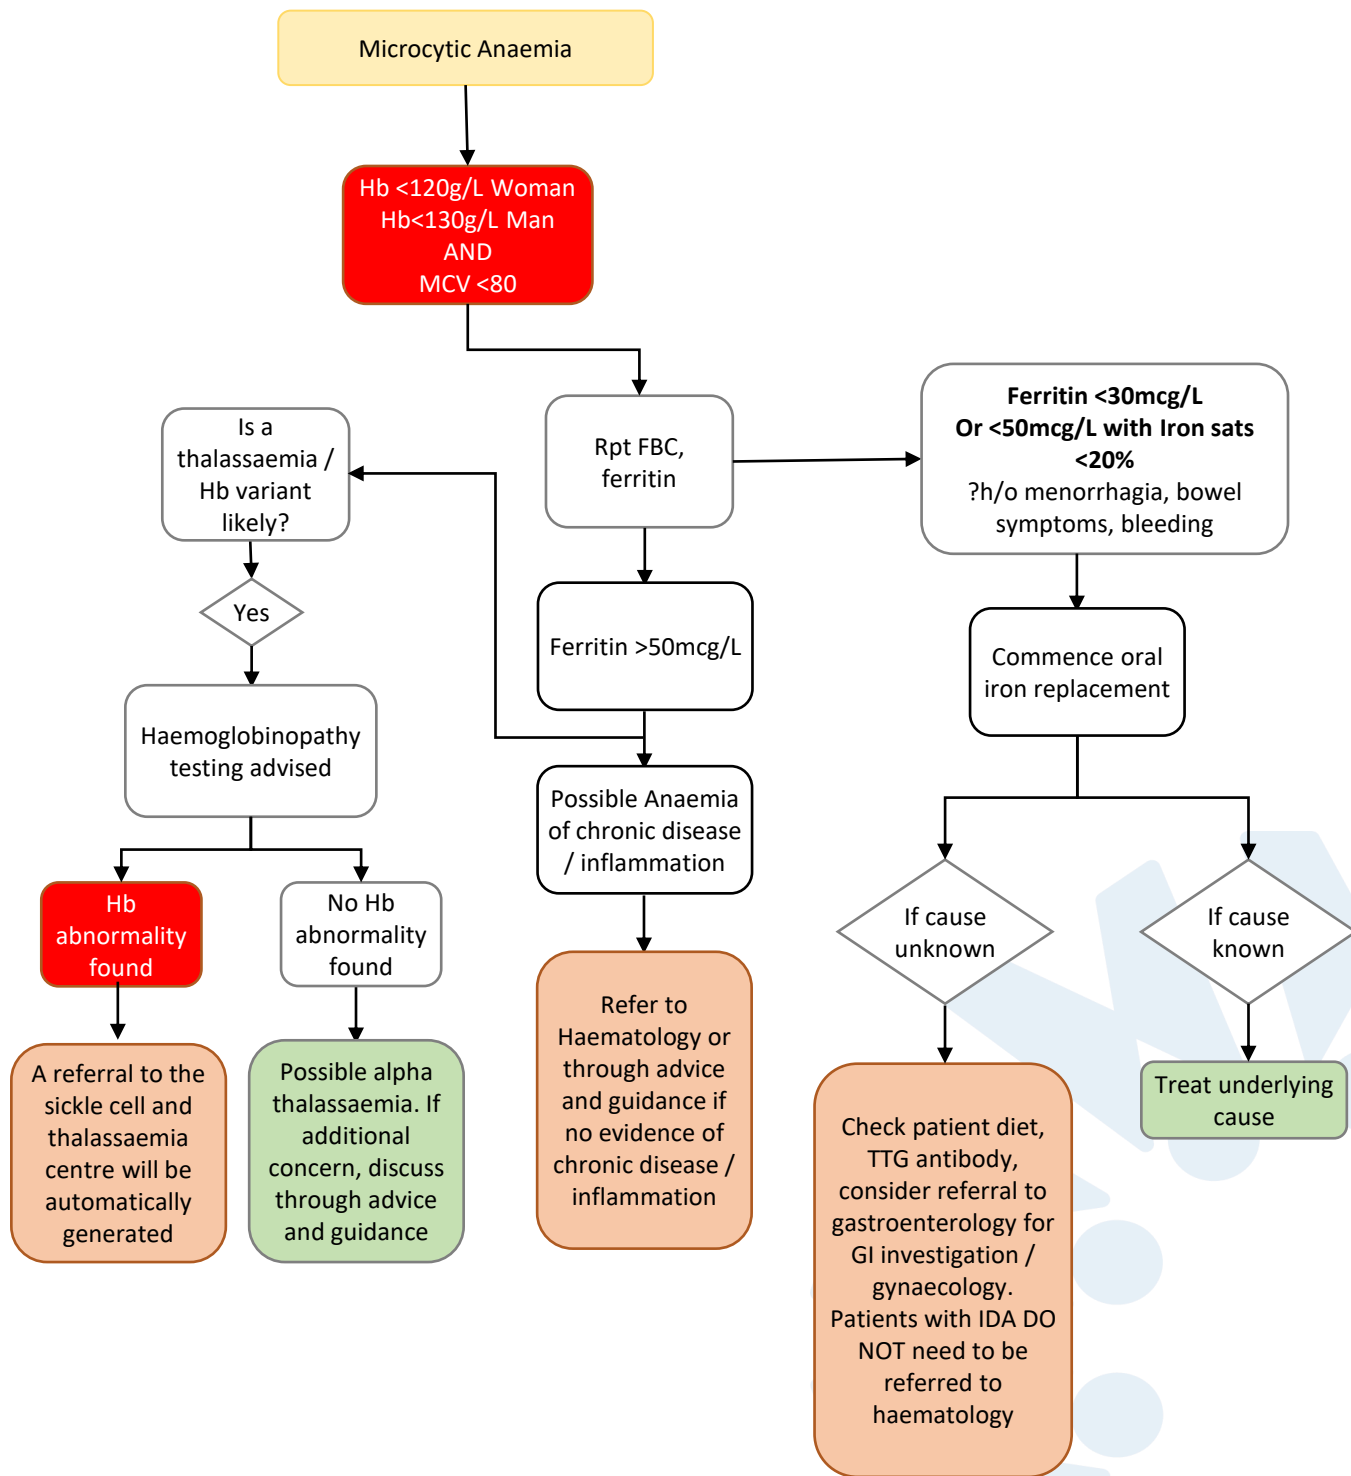 Microcytic Anaemia
Hb <120g/L Woman
Hb<130g/L Man
AND
MCV <80
Is a
thalassaemia /
Hb variant
likely?
Rpt FBC,
ferritin
Ferritin <30mcg/L
Or <50mcg/L with Iron sats
<20%
?h/o menorrhagia, bowel
symptoms, bleeding
Yes
Ferritin >50mcg/L
Commence oral
iron replacement
Haemoglobinopathy
testing advised
Possible Anaemia
of chronic disease
/ inflammation
Hb
abnormality
found
No Hb
abnormality
found
If cause
unknown
If cause
known
A referral to the
sickle cell and
thalassaemia
centre will be
automatically
generated
Possible alpha
thalassaemia. If
additional
concern, discuss
through advice
and guidance
Refer to
Haematology or
through advice
and guidance if
no evidence of
chronic disease /
inflammation
Check patient diet,
TTG antibody,
consider referral to
gastroenterology for
GI investigation /
gynaecology.
Patients with IDA DO
NOT need to be
referred to
haematology
Treat underlying
cause